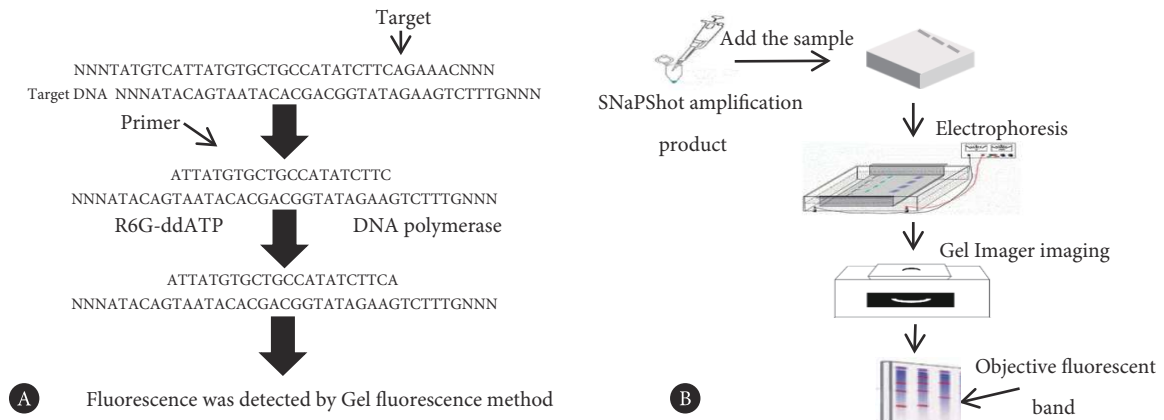 Target
NNNTATGTCATTATGTGCTGCCATATCTTCAGAAACNNN
Target DNA NNNATACAGTAATACACGACGGTATAGAAGTCTTTGNNN
Primer
ATTATGTGCTGCCATATCTTC
NNNATACAGTAATACACGACGGTATAGAAGTCTTTGNNN
R6G-ddATP DNA polymerase
ATTATGTGCTGCCATATCTTCA
NNNATACAGTAATACACGACGGTATAGAAGTCTTTGNNN
A Fluorescence was detected by Gel fluorescence method
Add the sample
SNaPShot amplification
product
Electrophoresis
Gel Imager imaging
Objective fluorescent
band
B